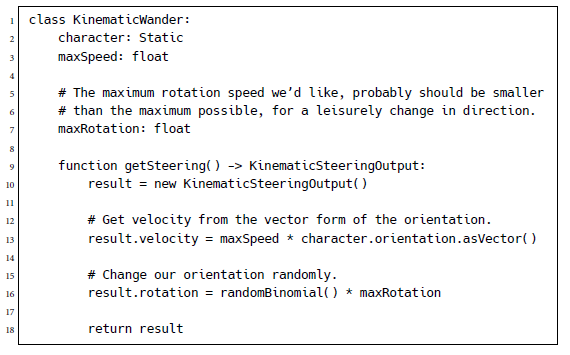 1 class KinematicWander:
2     character: Static
3     maxSpeed: float
4
5     # The maximum rotation speed we’d like, probably should be smaller
6     # than the maximum possible, for a leisurely change in direction.
7     maxRotation: float
8
9     function getSteering() -> KinematicSteeringOutput:
10         result = new KinematicSteeringOutput()
11
12         # Get velocity from the vector form of the orientation.
13         result.velocity = maxSpeed * character.orientation.asVector()
14
15         # Change our orientation randomly.
16         result.rotation = randomBinomial() * maxRotation
17
18         return result